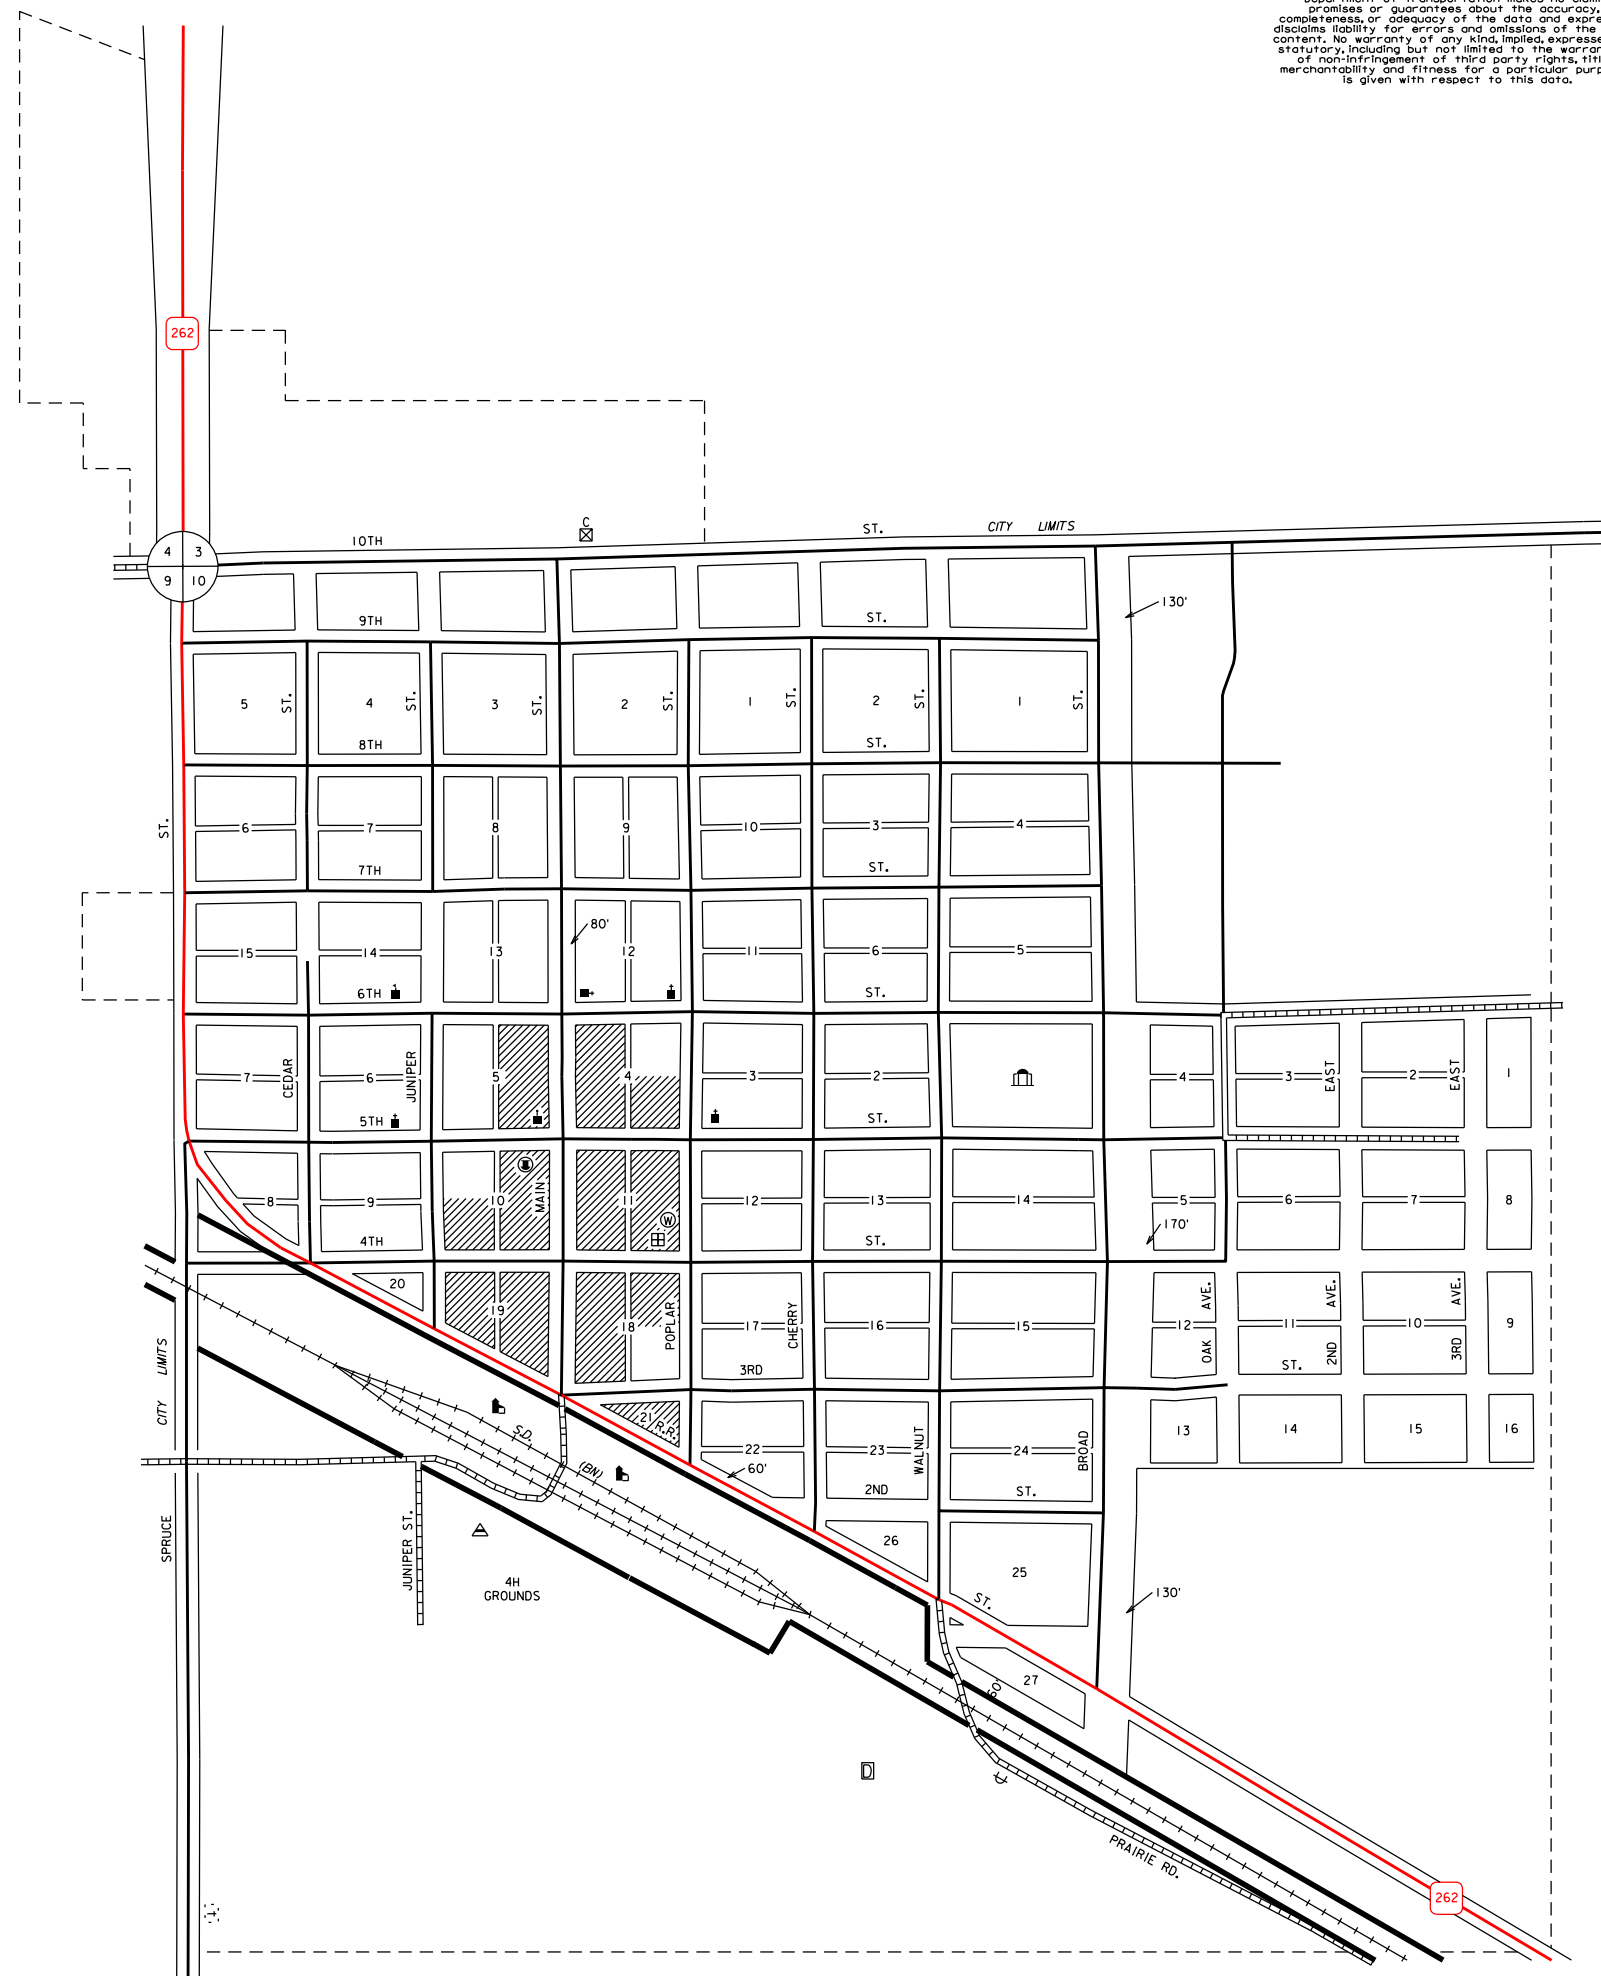 promises or guarantees about the accuracy,
completeness, or adequacy of the data and expre
disclaims liability for errors and omissions of the
content. No warranty of any kind, implied, expresse
statutory, including but not limited to the warran
of non-infringement of third party rights, titl
merchantability and fitness for a particular purp
is given with respect to this data.
262
C
10TH ST. CITY LIMITS
4 3
9 10
130'
9TH ST.
5 ST. 4 ST. 3 ST. 2 ST. 1 ST. 2 ST. 1 ST.
8TH ST.
ST.
6 7 8 9 10 3 4
7TH ST.
80'
15 14 13 12 11 6 5
6TH ST.
7 CEDAR 6 JUNIPER 5 4 3 2 4 3 EAST 2 EAST 1
5TH ST.
8 9 10 MAIN 11 W 12 13 14 5 6 7 8
170'
4TH ST.
20 19 18 POPLAR 17 CHERRY 16 15 12 OAK AVE. 11 2ND AVE. 10 3RD AVE. 9
3RD ST.
CITY LIMITS
21 R.R. 22 23 WALNUT 24 BROAD 13 14 15 16
S.D.
(BN)
60'
2ND ST.
SPRUCE
JUNIPER ST.
26
25
4H
GROUNDS
ST.
130'
27
60'
D
PRAIRIE RD.
262